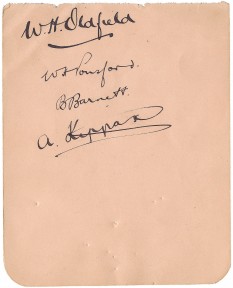 W.H. Oldfield
W H Ponsford.
B Barnett.
A. Kippax